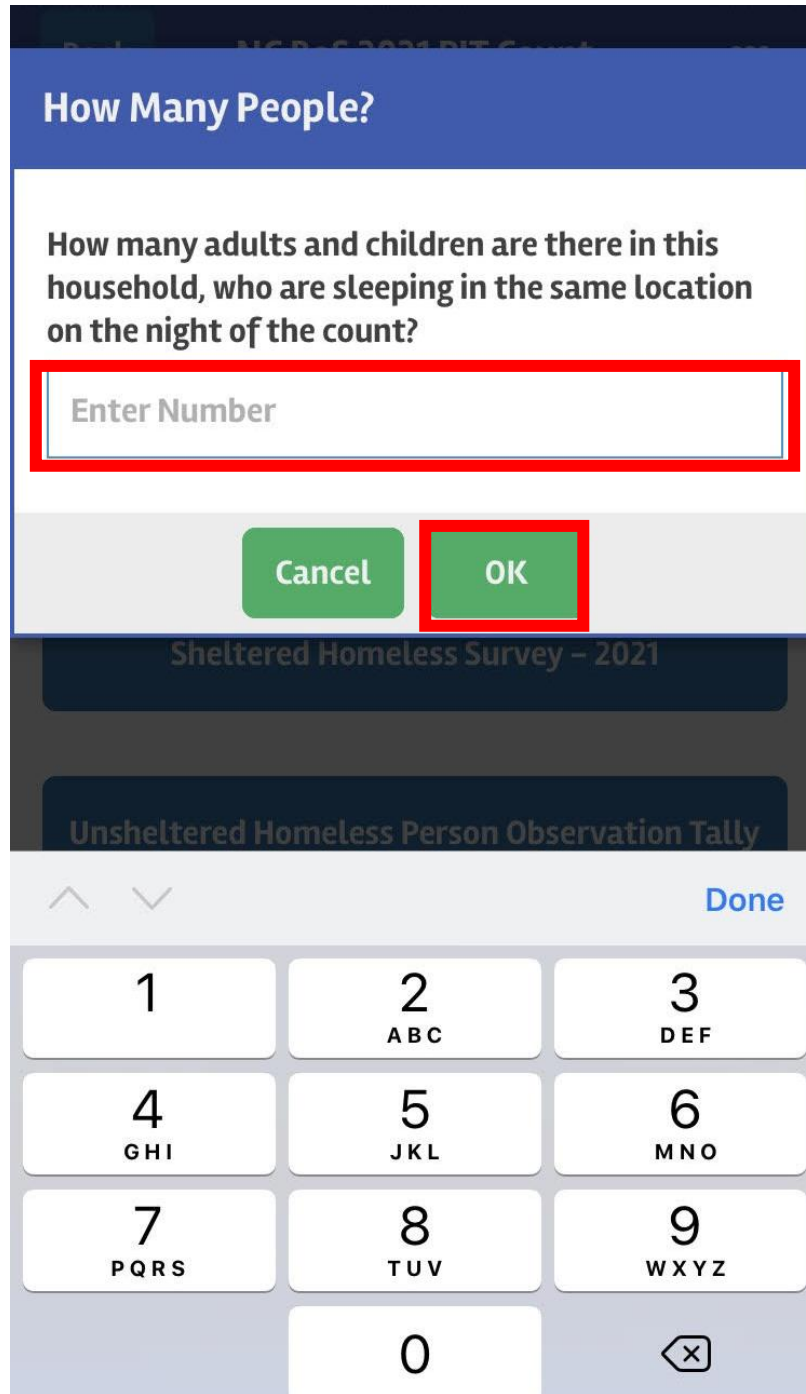 How Many People?
How many adults and children are there in this
household, who are sleeping in the same location
on the night of the count?
Enter Number
Cancel OK
Sheltered Homeless Survey – 2021
Unsheltered Homeless Person Observation Tally
Done
1 2 3
ABC DEF
4 5 6
GHI JKL MNO
7 8 9
PQRS TUV WXYZ
0